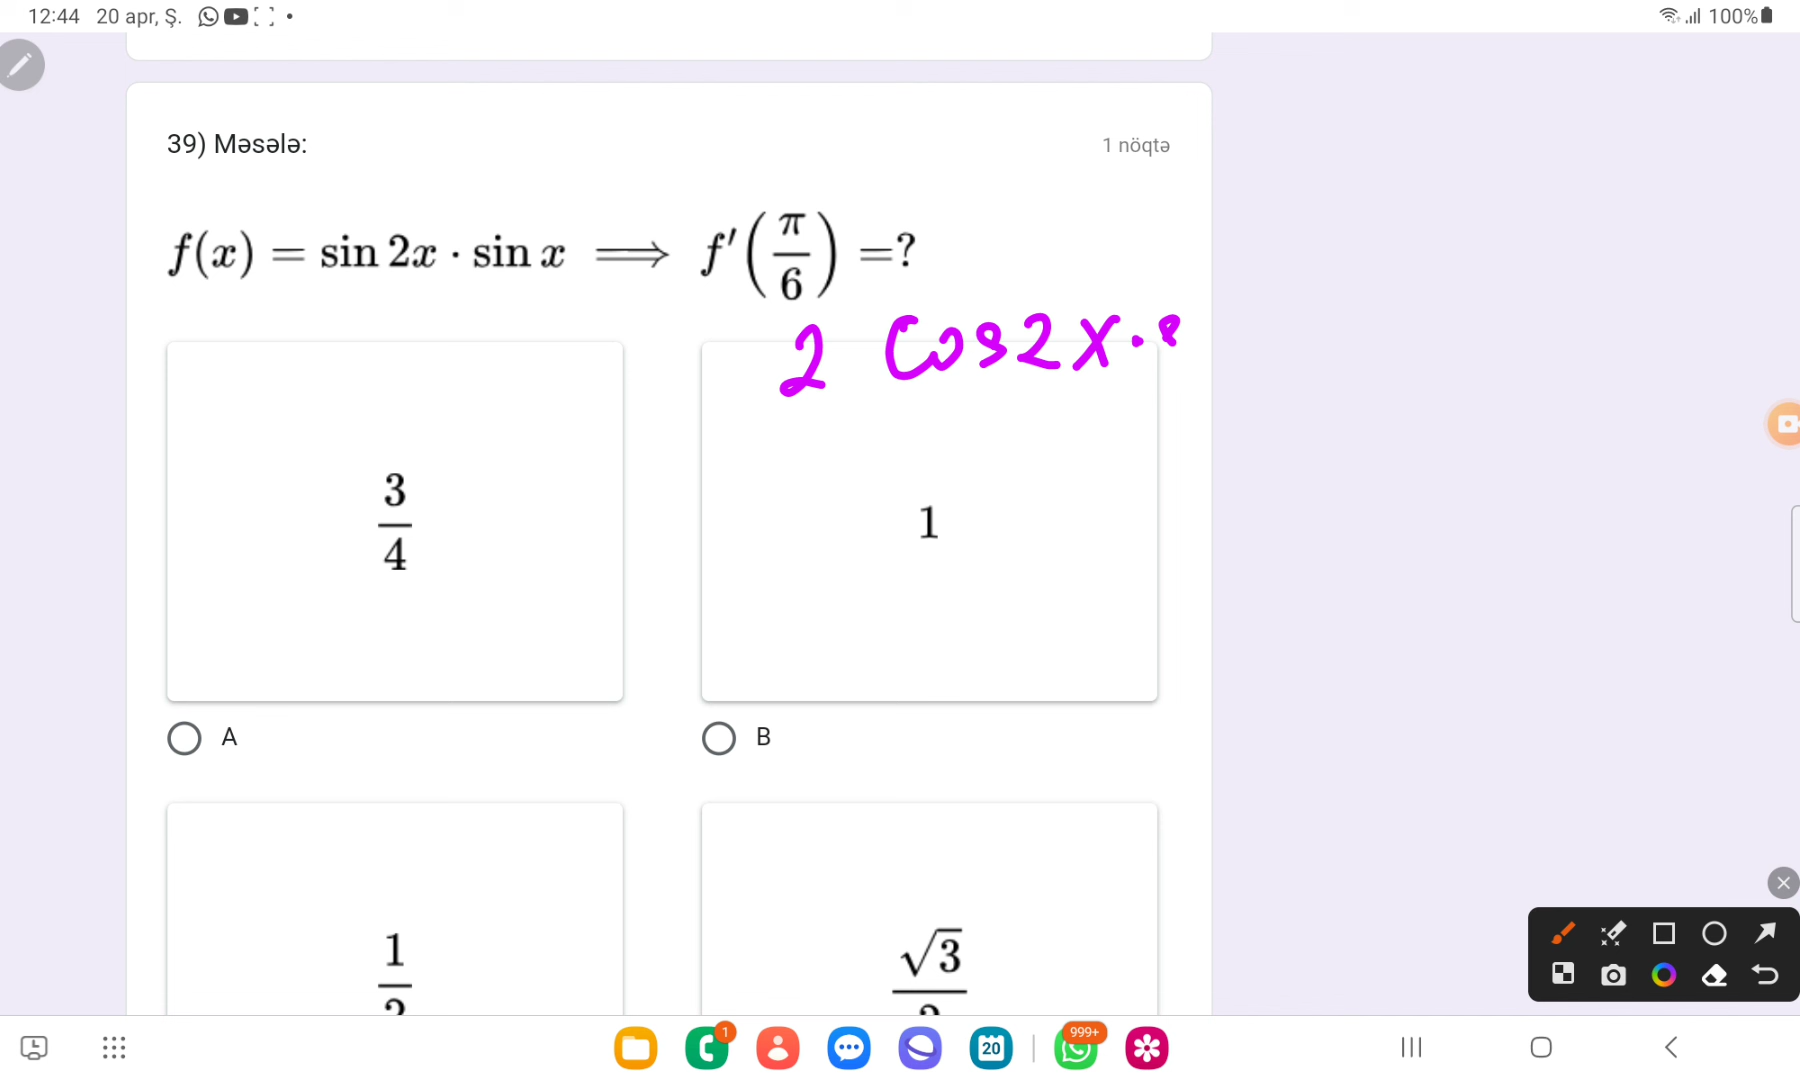 12:44 20 apr, Ş.
100%
39) Məsələ:
1 nöqtə
f(x) = sin 2x · sin x ⟹ f′(π/6) =?
2 Cos2x ·
3/4
1
A
B
1
√3
1
20
999+